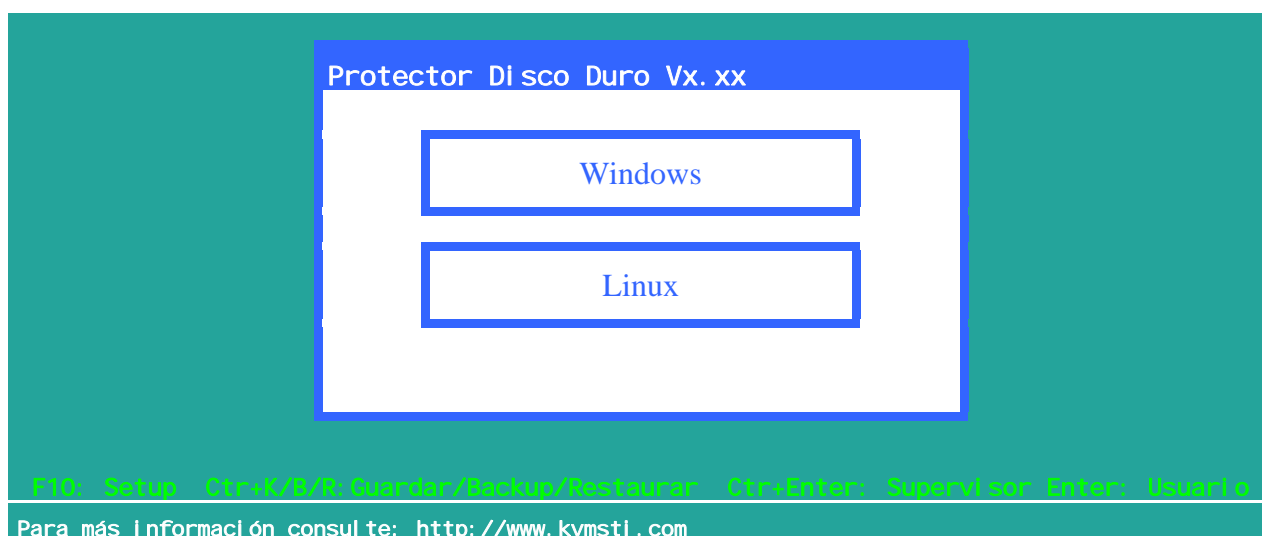 Protector Disco Duro Vx.xx
Windows
Linux
F10: Setup Ctr+K/B/R:Guardar/Backup/Restaurar Ctr+Enter: Supervisor Enter: Usuario
Para más información consulte: http://www.kymsti.com